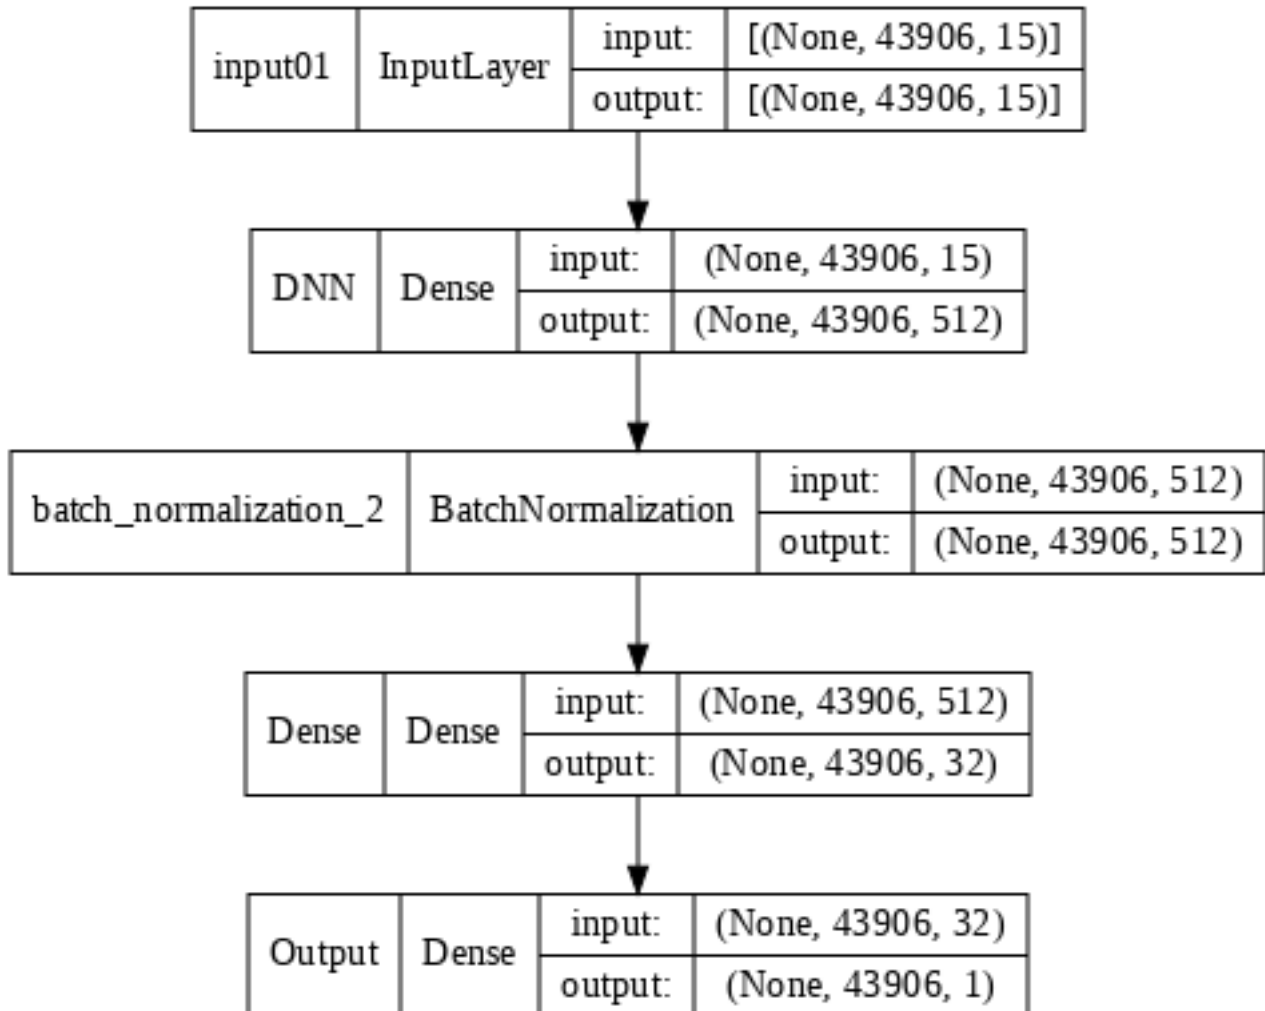 input01 InputLayer input: [(None, 43906, 15)]
output: [(None, 43906, 15)]
DNN Dense input: (None, 43906, 15)
output: (None, 43906, 512)
batch_normalization_2 BatchNormalization input: (None, 43906, 512)
output: (None, 43906, 512)
Dense Dense input: (None, 43906, 512)
output: (None, 43906, 32)
Output Dense input: (None, 43906, 32)
output: (None, 43906, 1)